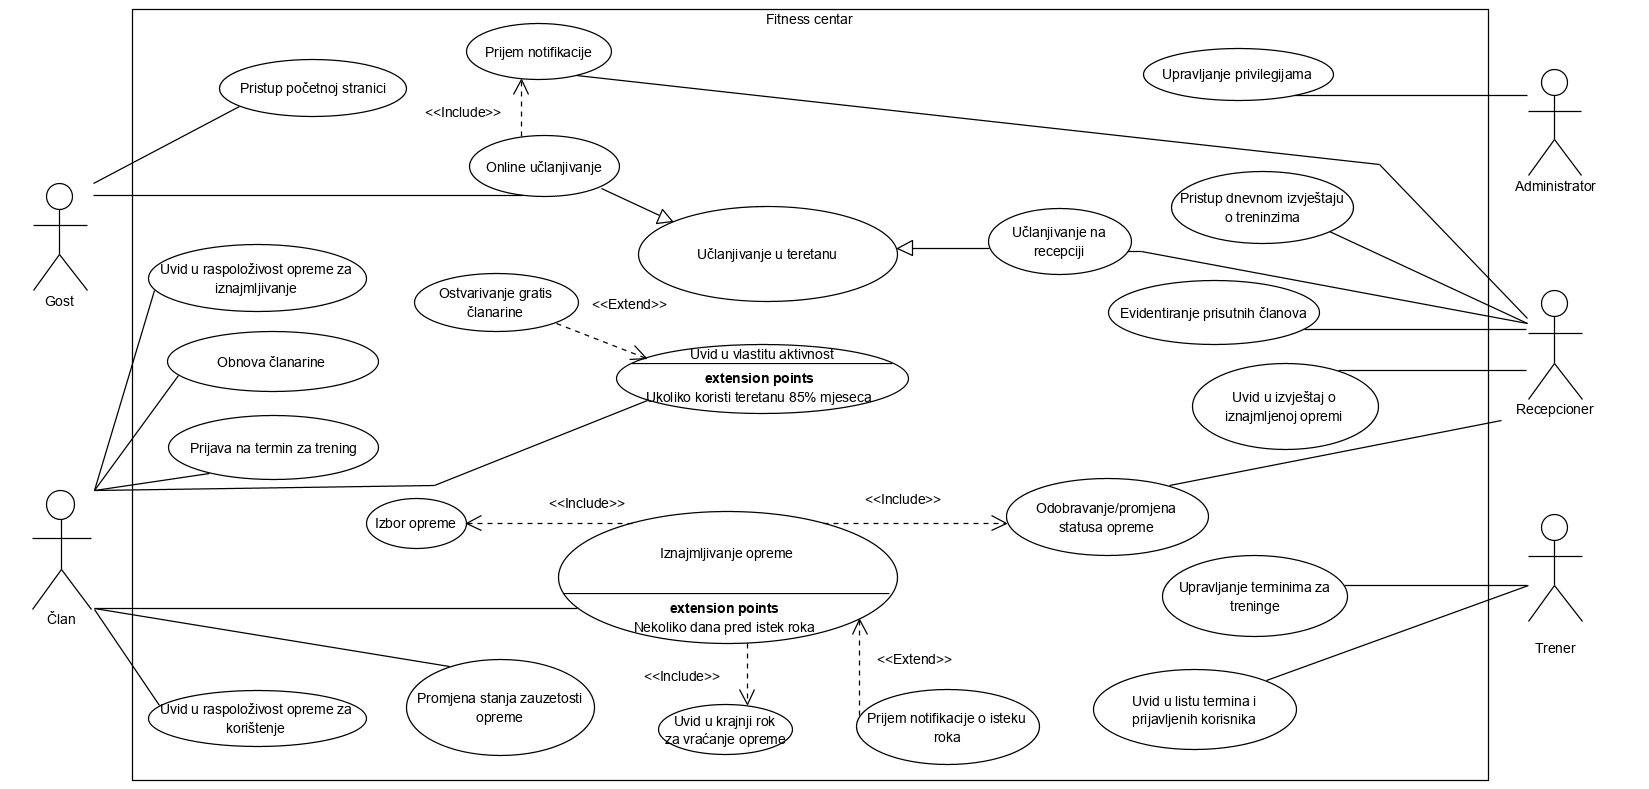 Fitness centar
Prijem notifikacije
Pristup početnoj stranici
Upravljanje privilegijama
<<Include>>
Online učlanjivanje
Administrator
Pristup dnevnom izvještaju
o treninzima
Učlanjivanje na
recepciji
Učlanjivanje u teretanu
Gost
Uvid u raspoloživost opreme za
iznajmljivanje
Ostvarivanje gratis
članarine
<<Extend>>
Evidentiranje prisutnih članova
Uvid u vlastitu aktivnost
extension points
Ukoliko koristi teretanu 85% mjeseca
Obnova članarine
Uvid u izvještaj o
iznajmljenoj opremi
Recepcioner
Prijava na termin za trening
<<Include>>
<<Include>>
Izbor opreme
Odobravanje/promjena
statusa opreme
Iznajmljivanje opreme
extension points
Nekoliko dana pred istek roka
Član
Upravljanje terminima za
treninge
Trener
<<Extend>>
<<Include>>
Promjena stanja zauzetosti
opreme
Uvid u raspoloživost opreme za
korištenje
Uvid u krajnji rok
za vraćanje opreme
Prijem notifikacije o isteku
roka
Uvid u listu termina i
prijavljenih korisnika